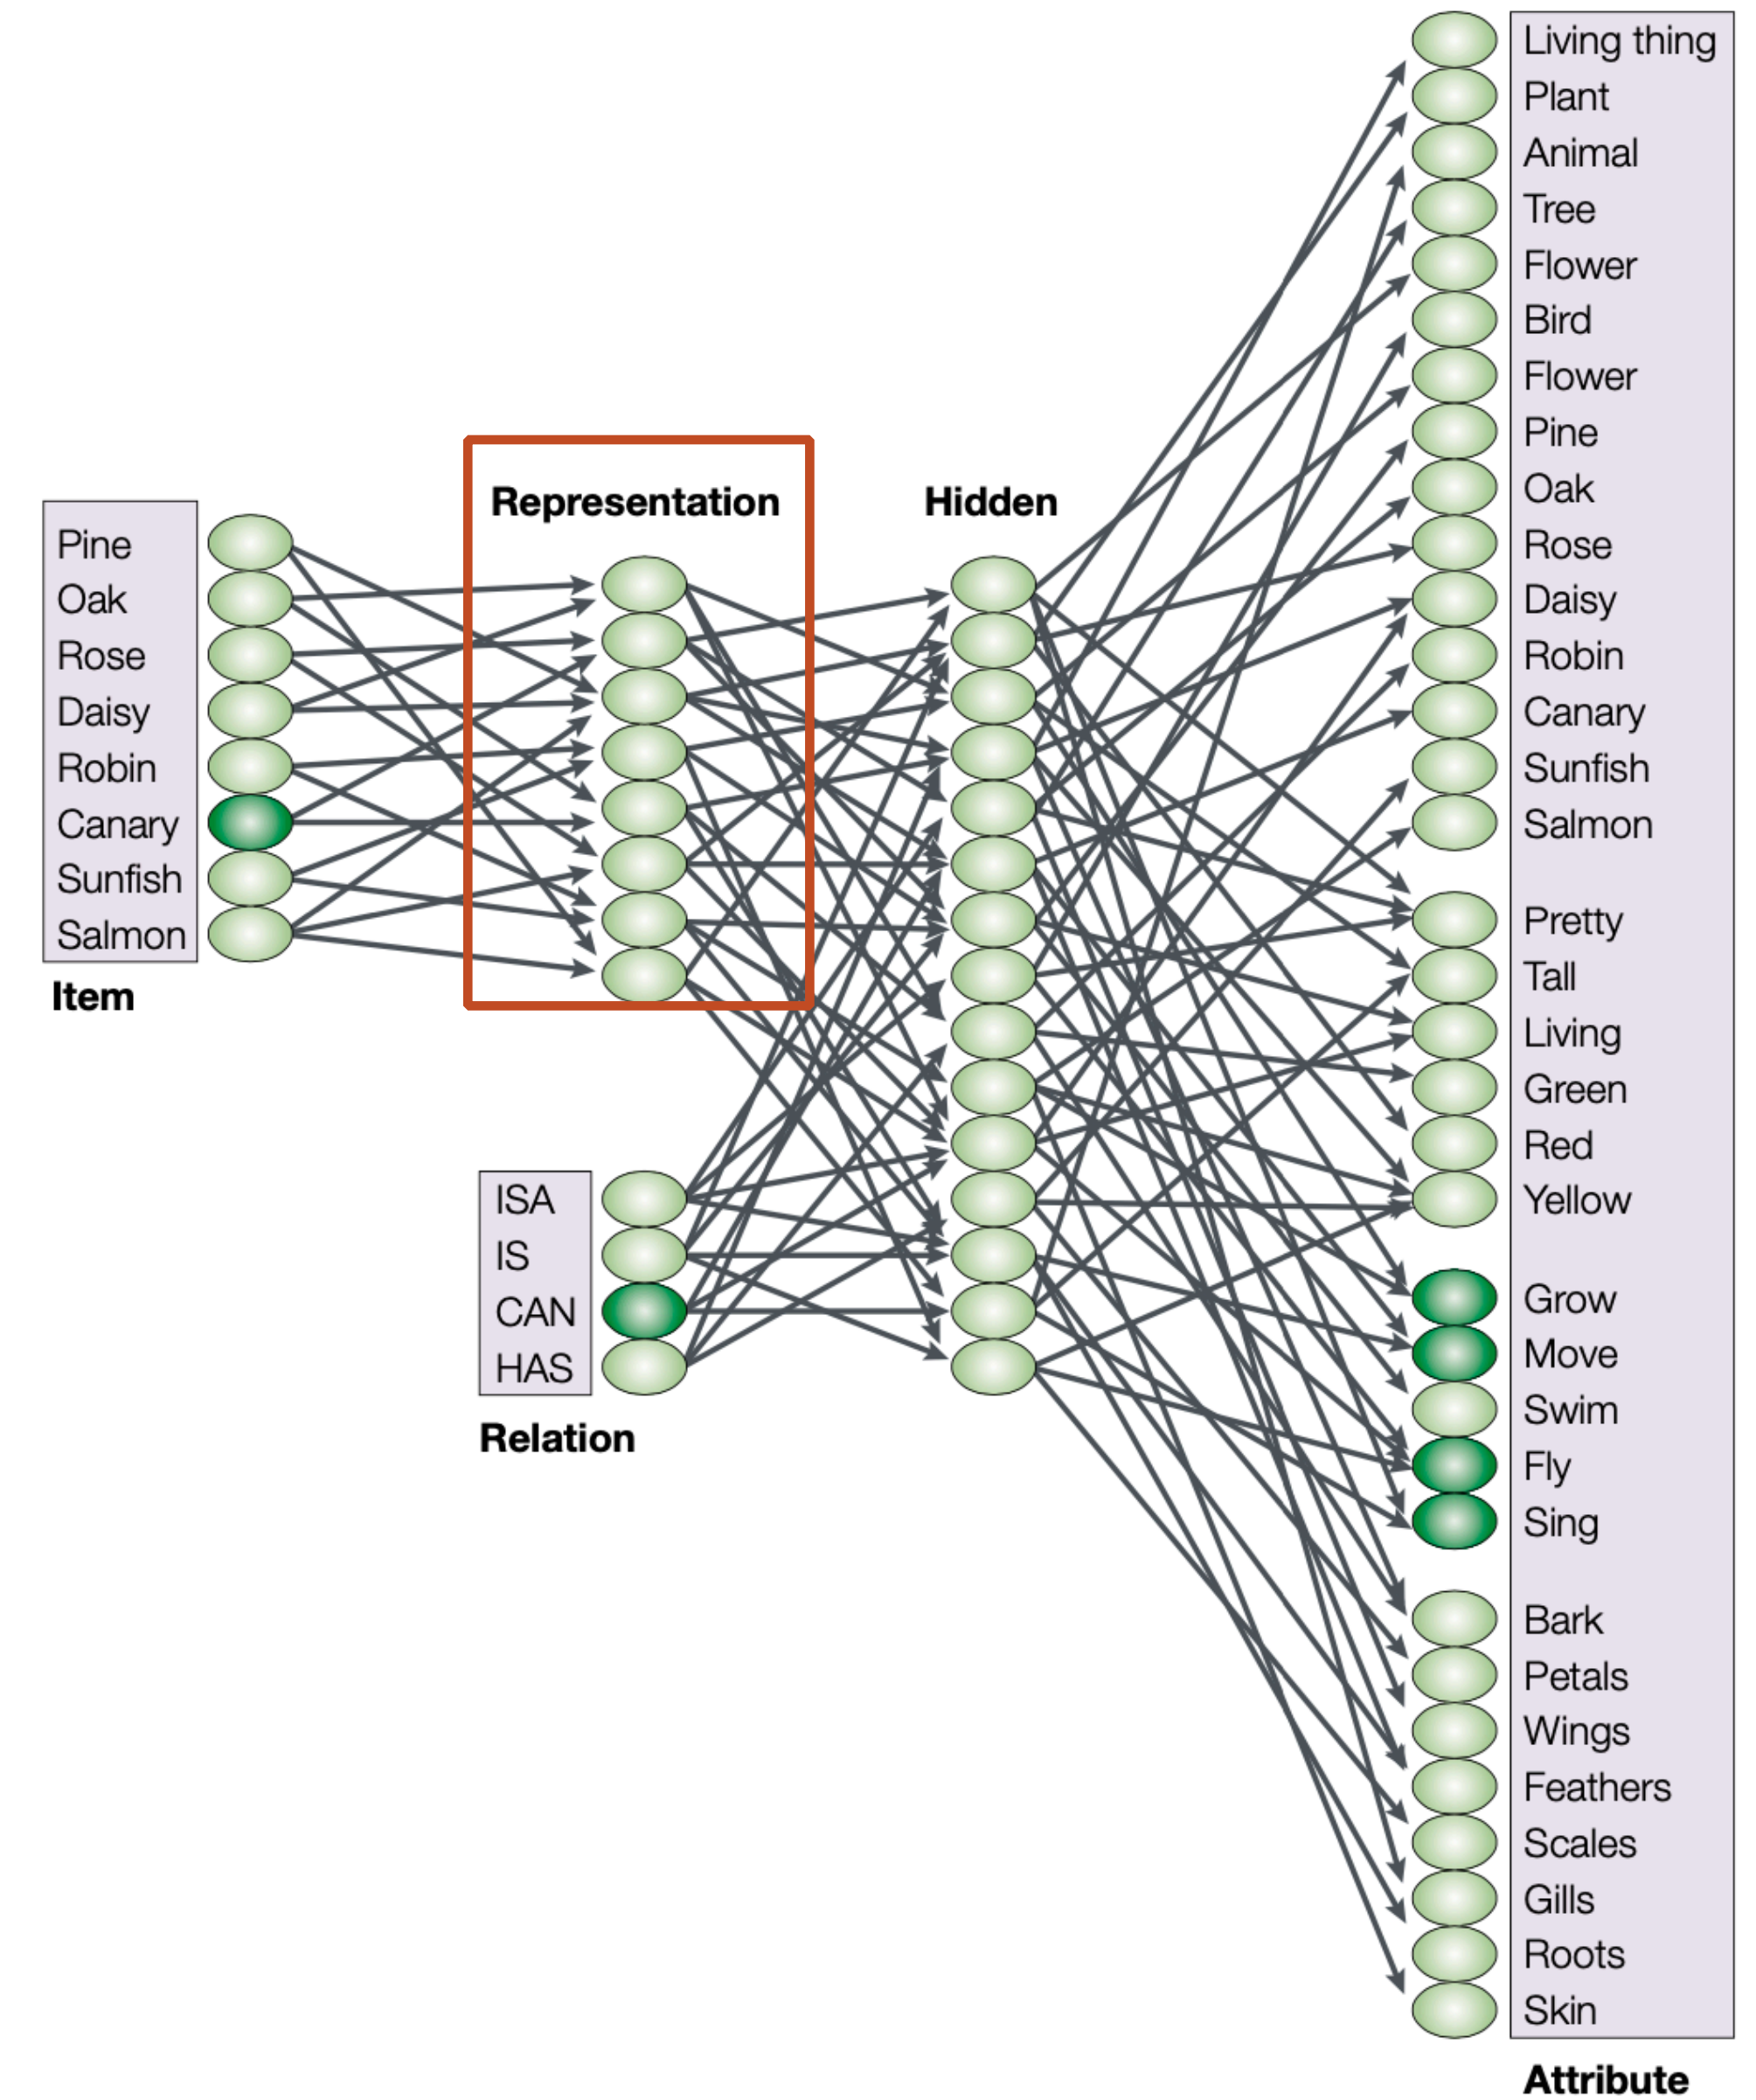 Pine
Oak
Rose
Daisy
Robin
Canary
Sunfish
Salmon
Item
Representation
ISA
IS
CAN
HAS
Relation
Hidden
Living thing
Plant
Animal
Tree
Flower
Bird
Flower
Pine
Oak
Rose
Daisy
Robin
Canary
Sunfish
Salmon
Pretty
Tall
Living
Green
Red
Yellow
Grow
Move
Swim
Fly
Sing
Bark
Petals
Wings
Feathers
Scales
Gills
Roots
Skin
Attribute